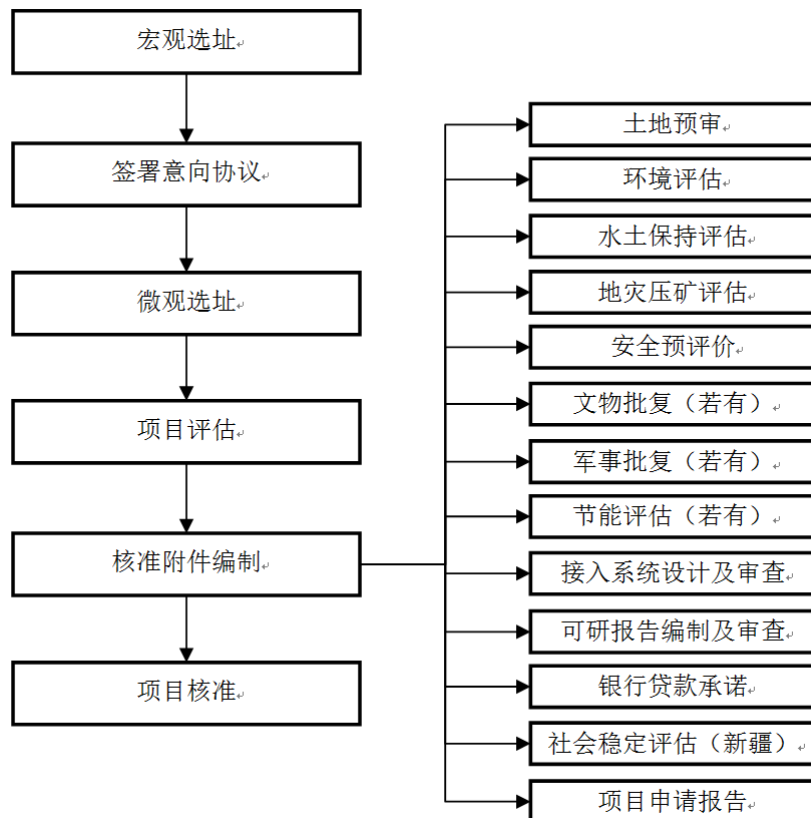 宏观选址
签署意向协议
微观选址
项目评估
核准附件编制
项目核准
土地预审
环境评估
水土保持评估
地灾压矿评估
安全预评价
文物批复（若有）
军事批复（若有）
节能评估（若有）
接入系统设计及审查
可研报告编制及审查
银行贷款承诺
社会稳定评估（新疆）
项目申请报告